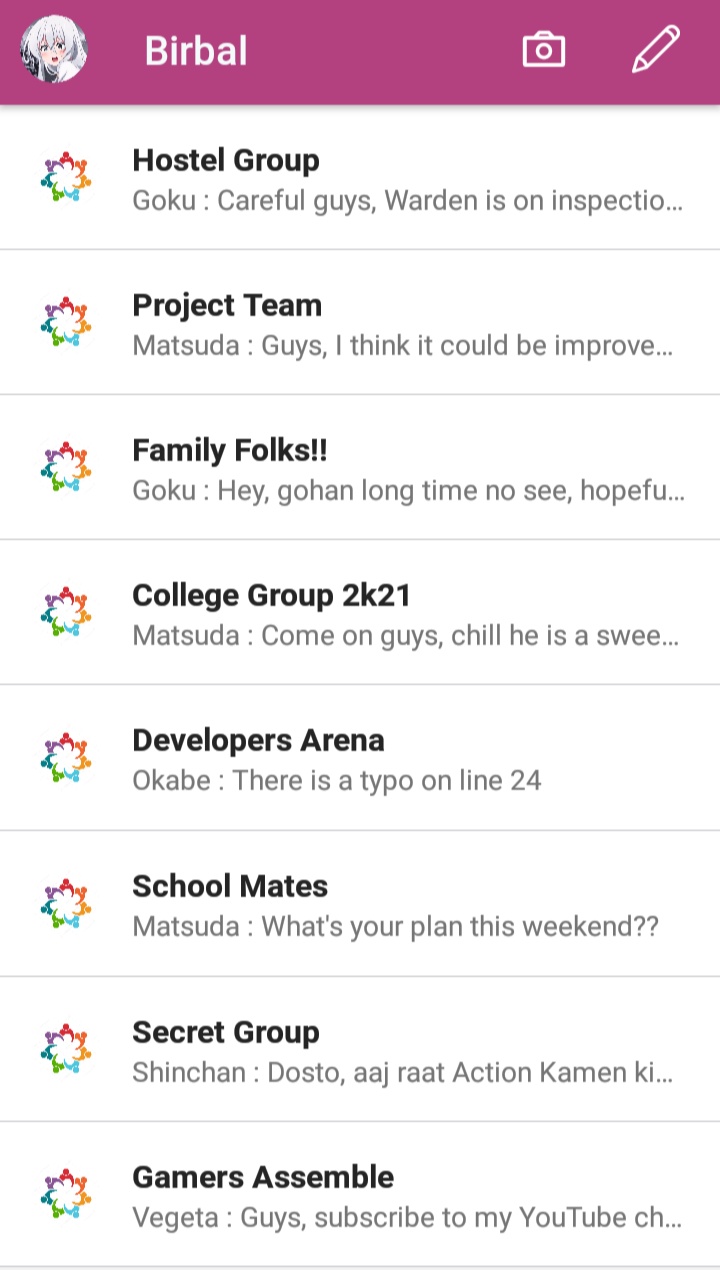 Birbal
Hostel Group
Goku : Careful guys, Warden is on inspectio...
Project Team
Matsuda : Guys, I think it could be improve...
Family Folks!!
Goku : Hey, gohan long time no see, hopefu...
College Group 2k21
Matsuda : Come on guys, chill he is a swee...
Developers Arena
Okabe : There is a typo on line 24
School Mates
Matsuda : What's your plan this weekend??
Secret Group
Shinchan : Dosto, aaj raat Action Kamen ki...
Gamers Assemble
Vegeta : Guys, subscribe to my YouTube ch...